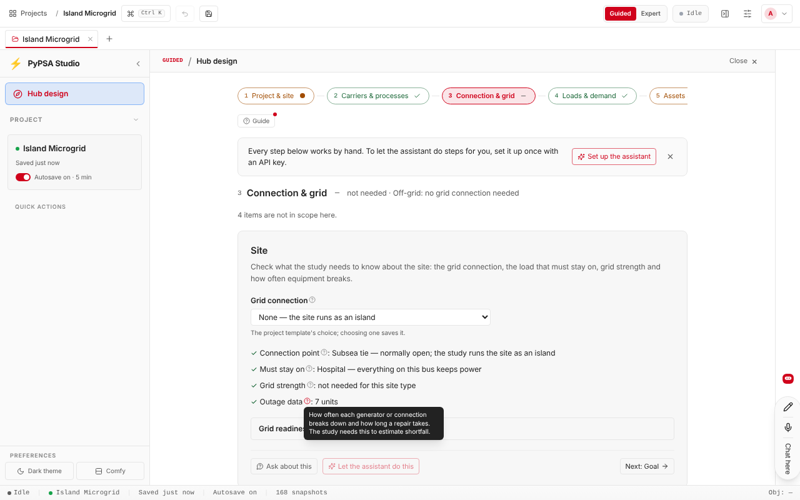 Projects / Island Microgrid
Ctrl K
Guided
Expert
Idle
A
Island Microgrid
PyPSA Studio
GUIDED / Hub design
Close
Hub design
1 Project & site
2 Carriers & processes
3 Connection & grid
4 Loads & demand
5 Assets
PROJECT
Guide
Island Microgrid
Saved just now
Autosave on · 5 min
Every step below works by hand. To let the assistant do steps for you, set it up once with
an API key.
Set up the assistant
3 Connection & grid – not needed · Off-grid: no grid connection needed
QUICK ACTIONS
4 items are not in scope here.
Site
Check what the study needs to know about the site: the grid connection, the load that must stay on, grid strength and
how often equipment breaks.
Grid connection
None — the site runs as an island
The project template's choice; choosing one saves it.
Connection point : Subsea tie — normally open; the study runs the site as an island
Must stay on : Hospital — everything on this bus keeps power
Grid strength : not needed for this site type
Outage data : 7 units
How often each generator or connection
breaks down and how long a repair takes.
The study needs this to estimate shortfall.
Ask about this
Let the assistant do this
Next: Goal →
Chat here
PREFERENCES
Dark theme
Comfy
Idle
Island Microgrid
Saved just now
Autosave on
168 snapshots
Obj: —